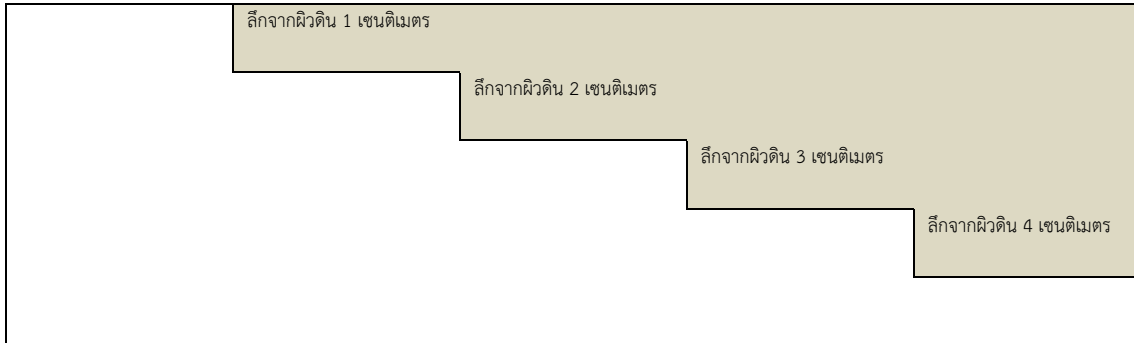 ลึกจากผิวดิน 1 เซนติเมตร
ลึกจากผิวดิน 2 เซนติเมตร
ลึกจากผิวดิน 3 เซนติเมตร
ลึกจากผิวดิน 4 เซนติเมตร